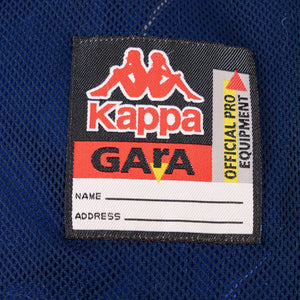 Kappa
GArA
NAME
ADDRESS
OFFICIAL PRO
EQUIPMENT